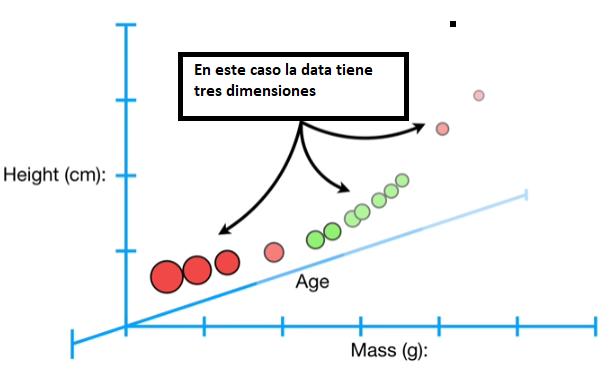 En este caso la data tiene
tres dimensiones
Height (cm):
Age
Mass (g):